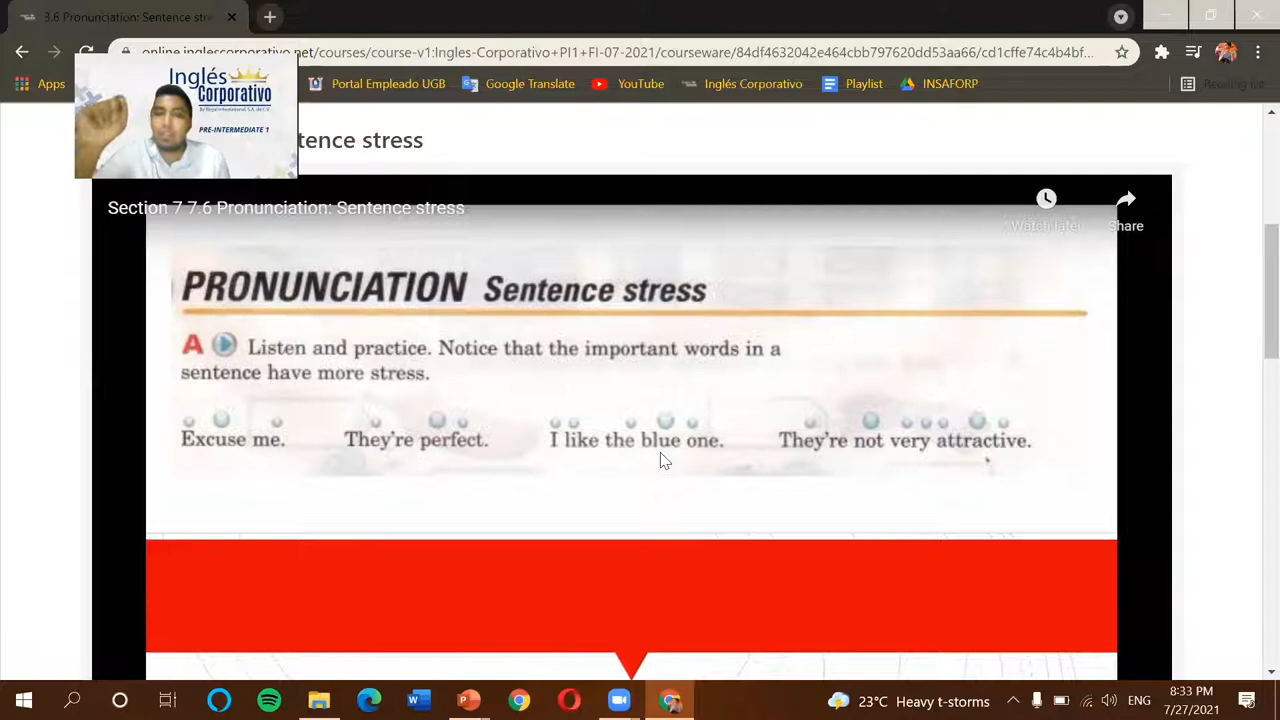 3.6 Pronunciation: Sentence stre
online.inglescorporativo.net/courses/course-v1:Ingles-Corporativo+PI1+FI-07-2021/courseware/84df4632042e464cbb797620dd53aa66/cd1cffe74c4b4bf...
Apps
Portal Empleado UGB
Google Translate
YouTube
Inglés Corporativo
Playlist
INSAFORP
Reading list
Inglés
Corporativo
PRE-INTERMEDIATE 1
tence stress
Section 7 7.6 Pronunciation: Sentence stress
Watch later
Share
PRONUNCIATION Sentence stress
A Listen and practice. Notice that the important words in a
sentence have more stress.
Excuse me. They're perfect. I like the blue one. They're not very attractive.
23°C Heavy t-storms
ENG
8:33 PM
7/27/2021